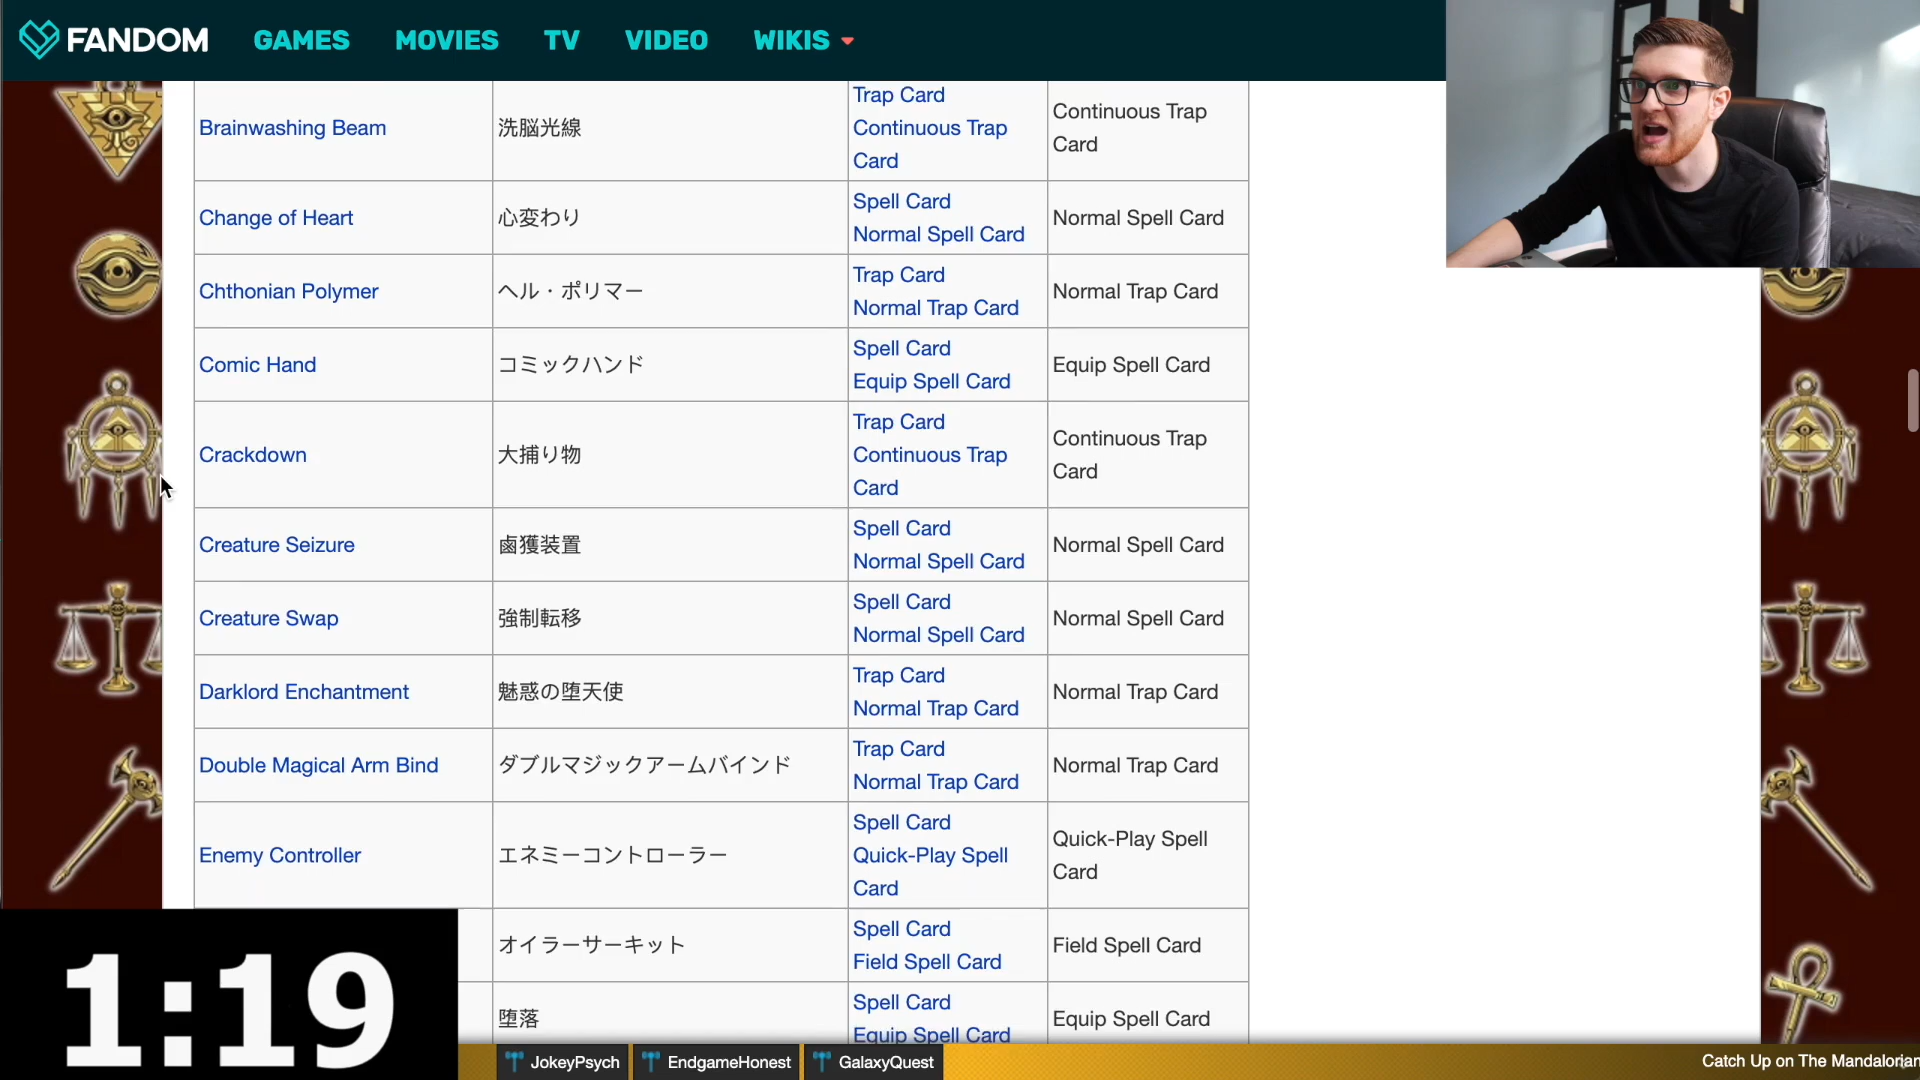 FANDOM GAMES MOVIES TV VIDEO WIKIS
Brainwashing Beam
洗脳光線
Trap Card
Continuous Trap
Card
Continuous Trap
Card
Change of Heart
心変わり
Spell Card
Normal Spell Card
Normal Spell Card
Chthonian Polymer
ヘル・ポリマー
Trap Card
Normal Trap Card
Normal Trap Card
Comic Hand
コミックハンド
Spell Card
Equip Spell Card
Equip Spell Card
Crackdown
大捕り物
Trap Card
Continuous Trap
Card
Continuous Trap
Card
Creature Seizure
鹵獲装置
Spell Card
Normal Spell Card
Normal Spell Card
Creature Swap
強制転移
Spell Card
Normal Spell Card
Normal Spell Card
Darklord Enchantment
魅惑の堕天使
Trap Card
Normal Trap Card
Normal Trap Card
Double Magical Arm Bind
ダブルマジックアームバインド
Trap Card
Normal Trap Card
Normal Trap Card
Enemy Controller
エネミーコントローラー
Spell Card
Quick-Play Spell
Card
Quick-Play Spell
Card
オイラーサーキット
Spell Card
Field Spell Card
Field Spell Card
堕落
Spell Card
Equip Spell Card
Equip Spell Card
1:19
JokeyPsych EndgameHonest GalaxyQuest Catch Up on The Mandalorian